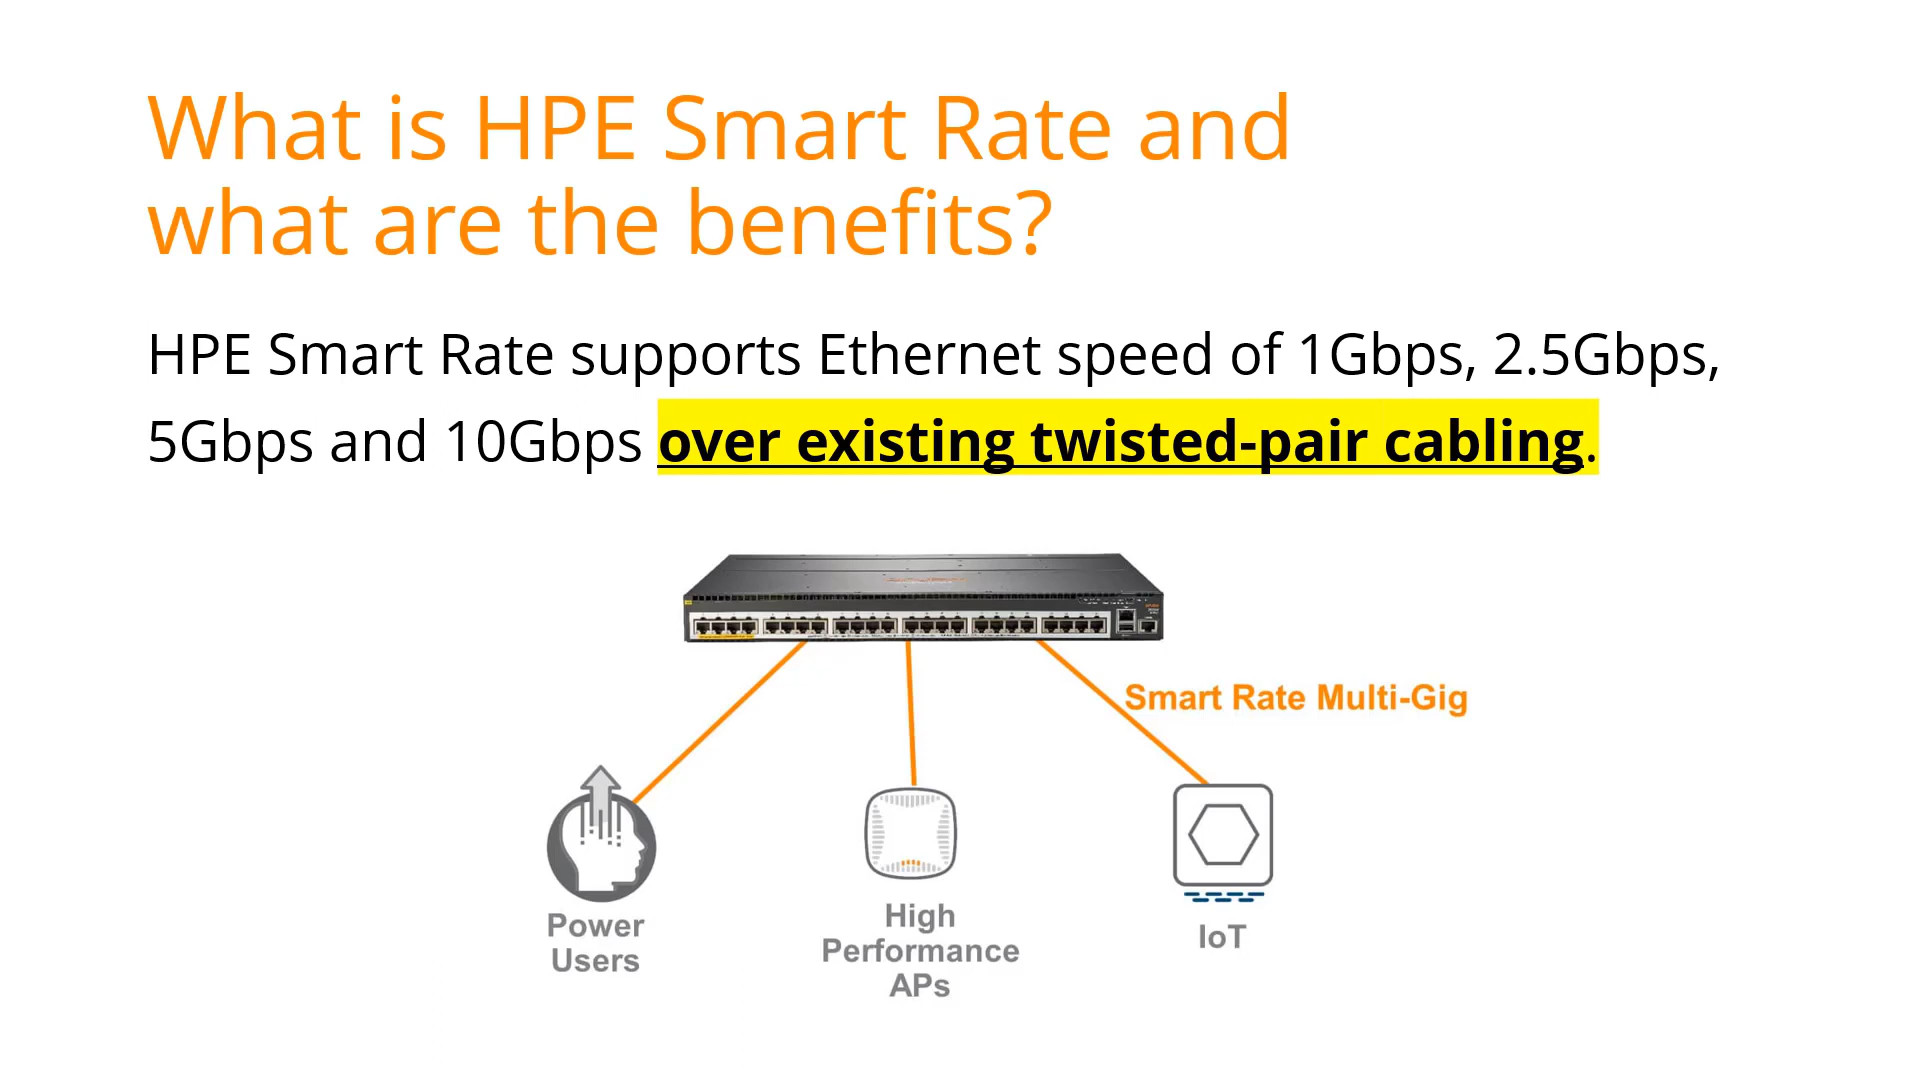 What is HPE Smart Rate and
what are the benefits?
HPE Smart Rate supports Ethernet speed of 1Gbps, 2.5Gbps,
5Gbps and 10Gbps over existing twisted-pair cabling.
Smart Rate Multi-Gig
Power
Users
High
Performance
APs
IoT